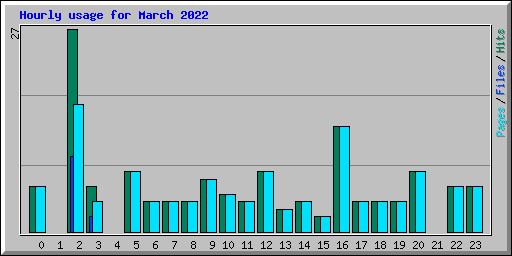 Hourly usage for March 2022
27
Pages/Files/Hits
0 1 2 3 4 5 6 7 8 9 10 11 12 13 14 15 16 17 18 19 20 21 22 23